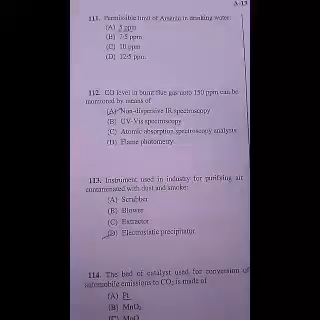 A-13
111. Permissible limit of Arsenic in drinking water:
(A) 5 ppm
(B) 7.5 ppm
(C) 10 ppm
(D) 12.5 ppm
112. CO level in burnt flue gas upto 150 ppm can be
monitored by means of
(A) Non-dispersive IR spectroscopy
(B) UV-Vis spectroscopy
(C) Atomic absorption spectroscopy analysis
(D) Flame photometry
113. Instrument used in industry for purifying air
contaminated with dust and smoke:
(A) Scrubber
(B) Blower
(C) Extractor
(D) Electrostatic precipitator
114. The bed of catalyst used for conversion of
automobile emissions to CO₂ is made of
(A) Pt
(B) MnO₂
(C) MnO